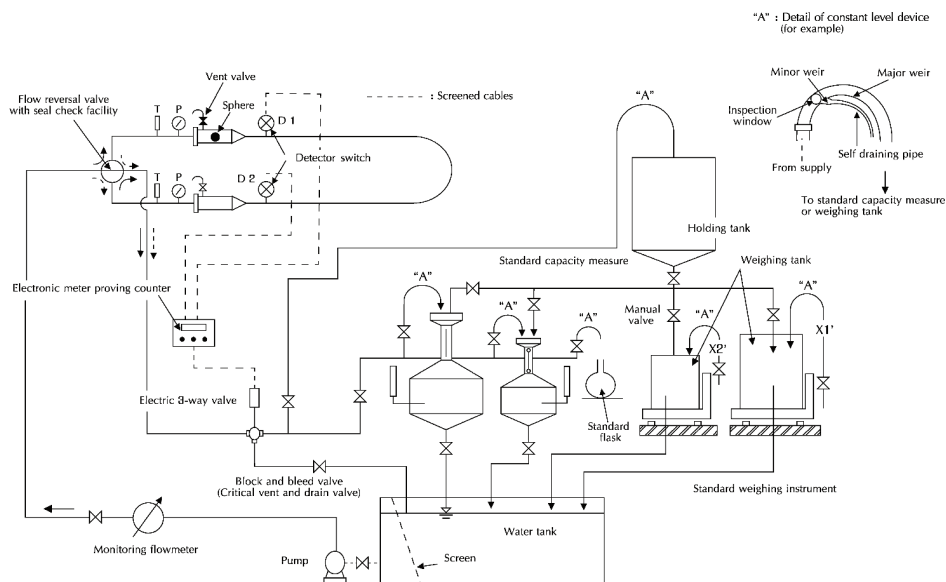 “A” : Detail of constant level device
(for example)
Vent valve
Flow reversal valve
with seal check facility
T
P
Sphere
D 1
: Screened cables
“A”
Minor weir
Major weir
Inspection
window
Detector switch
T
P
D 2
Self draining pipe
From supply
To standard capacity measure
or weighing tank
Holding tank
Standard capacity measure
Weighing tank
Electronic meter proving counter
“A”
“A”
“A”
Manual
valve
“A”
“A”
X2’
X1’
Electric 3-way valve
Standard
flask
Block and bleed valve
(Critical vent and drain valve)
Standard weighing instrument
Water tank
Monitoring flowmeter
Pump
Screen